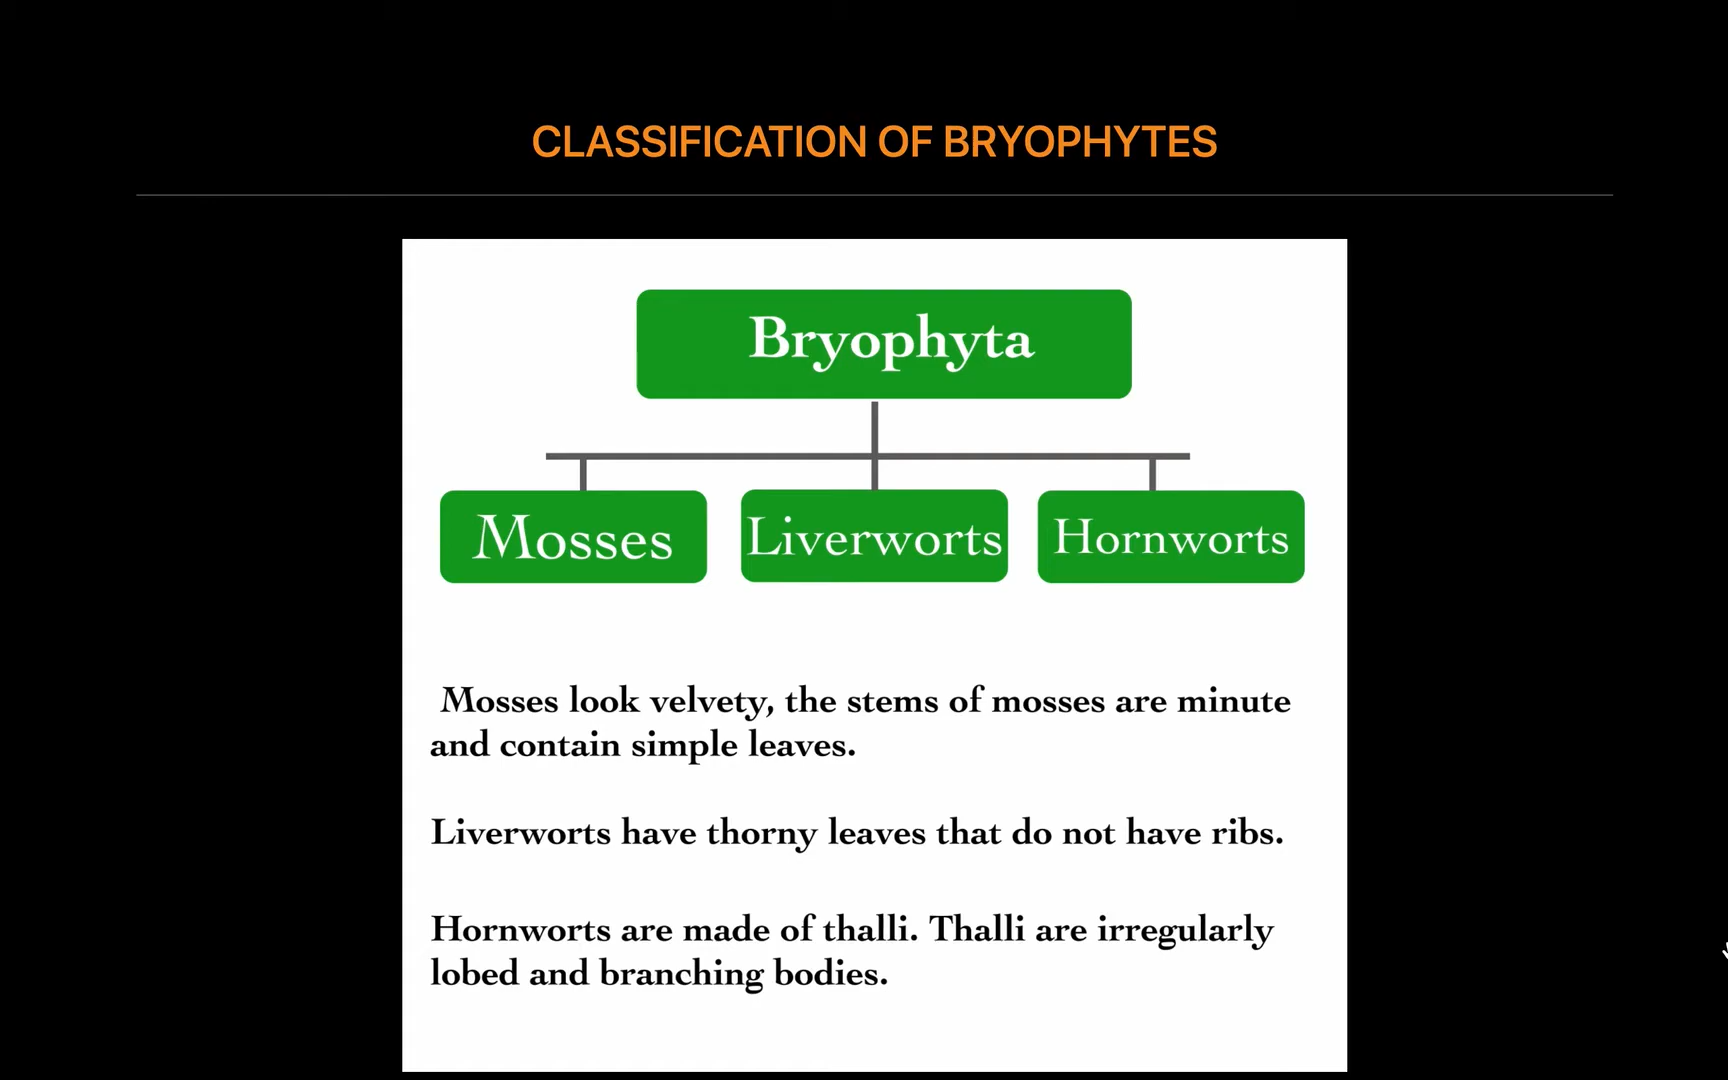 CLASSIFICATION OF BRYOPHYTES
Bryophyta
Mosses
Liverworts
Hornworts
Mosses look velvety, the stems of mosses are minute
and contain simple leaves.
Liverworts have thorny leaves that do not have ribs.
Hornworts are made of thalli. Thalli are irregularly
lobed and branching bodies.